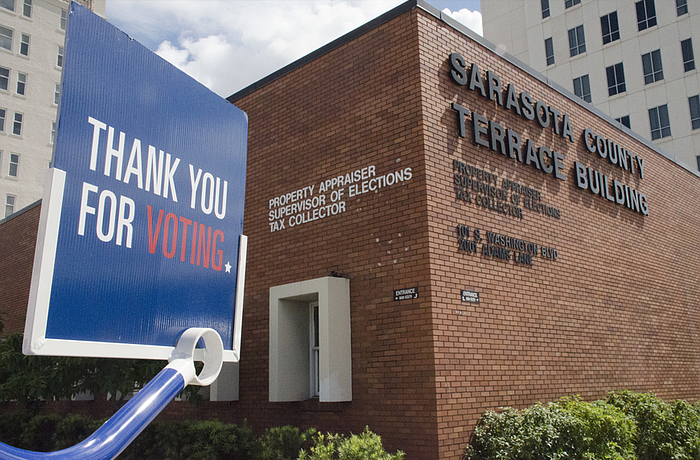 THANK YOU
FOR VOTING.
PROPERTY APPRAISER
SUPERVISOR OF ELECTIONS
TAX COLLECTOR
SARASOTA COUNTY
TERRACE BUILDING
PROPERTY APPRAISER
SUPERVISOR OF ELECTIONS
TAX COLLECTOR
101 S. WASHINGTON BLVD
2001 ADAMS LANE
ENTRANCE
ENTRANCE